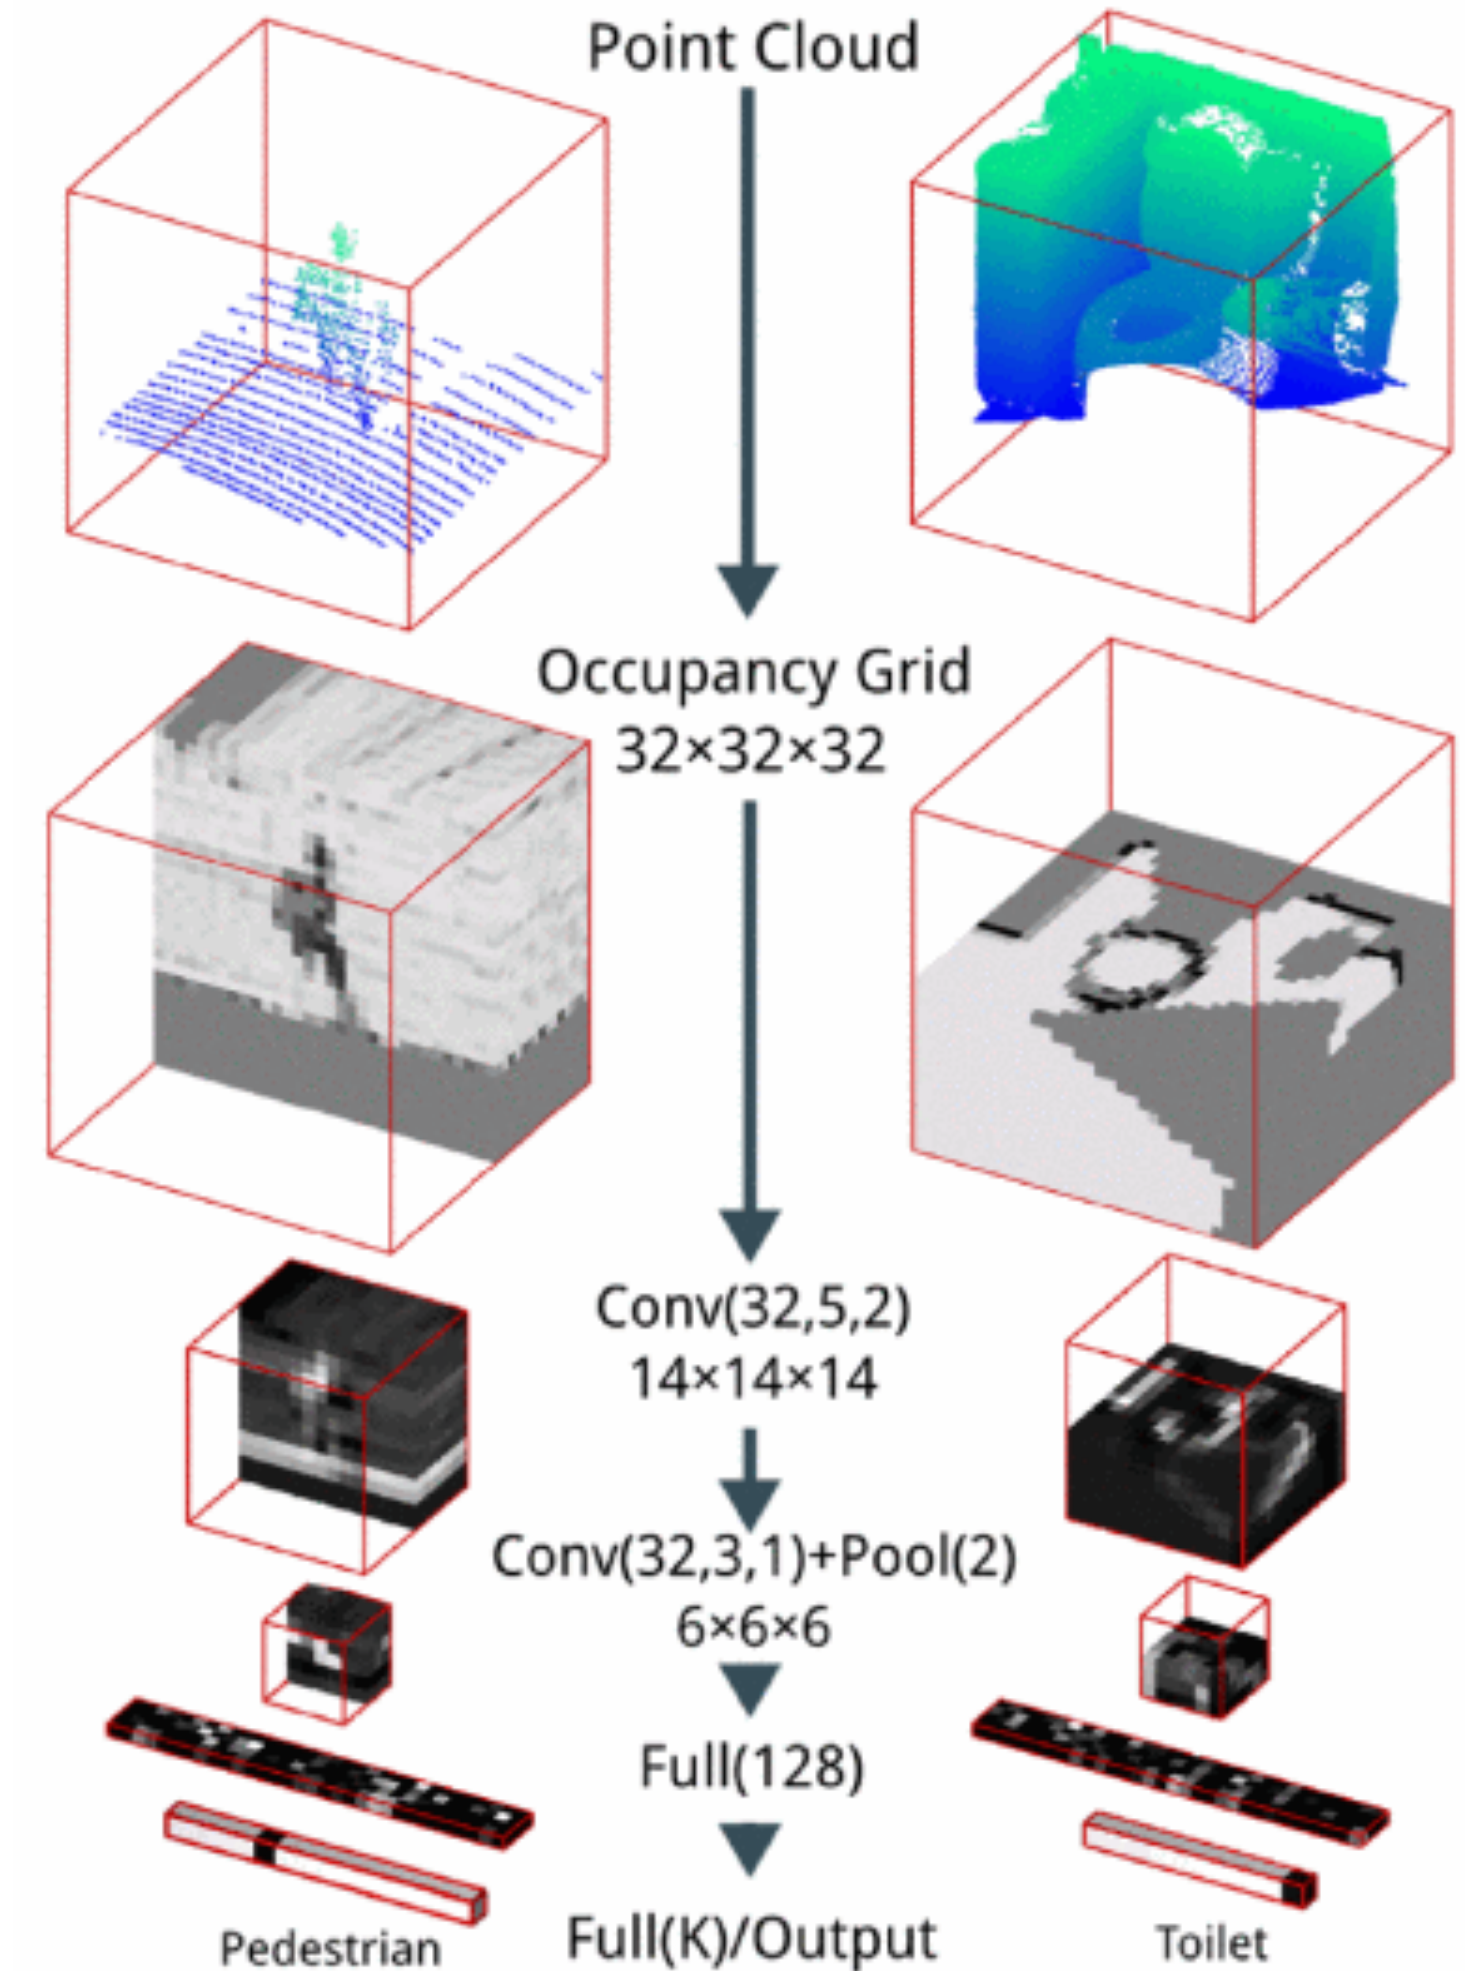 Point Cloud
Occupancy Grid
32×32×32
Conv(32,5,2)
14×14×14
Conv(32,3,1)+Pool(2)
6×6×6
Full(128)
Full(K)/Output
Pedestrian
Toilet